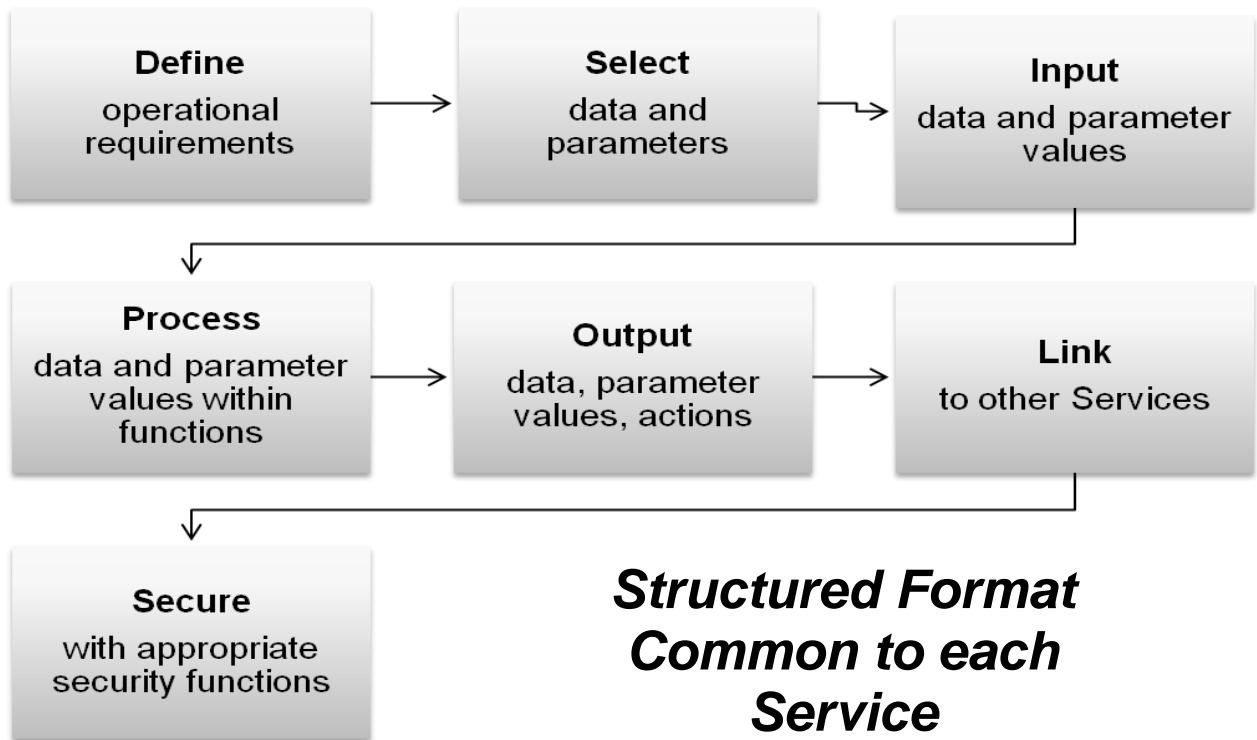 Define
operational
requirements
Select
data and
parameters
Input
data and parameter
values
Process
data and parameter
values within
functions
Output
data, parameter
values, actions
Link
to other Services
Secure
with appropriate
security functions
Structured Format
Common to each
Service